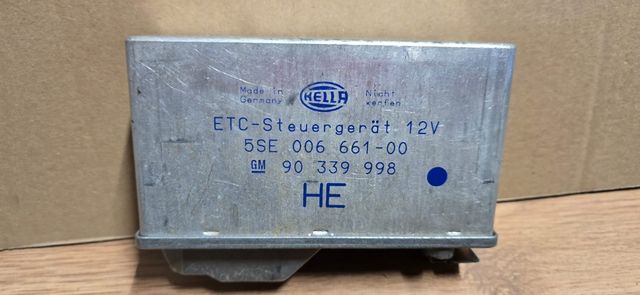 Made in
Germany
HELLA
Nicht
werfen
ETC-Steuergerät 12V
5SE 006 661-00
GM 90 339 998
HE